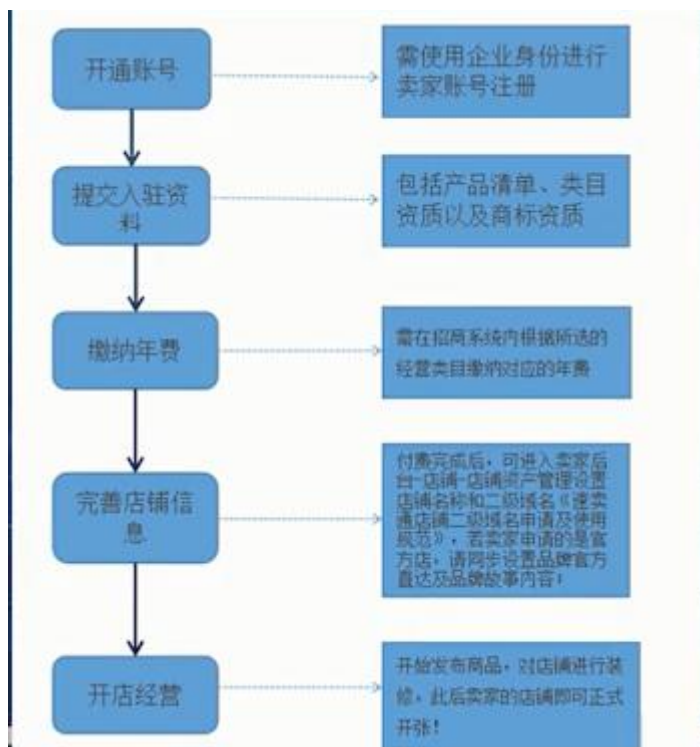 开通账号
需使用企业身份进行
卖家账号注册
提交入驻资
料
包括产品清单、类目
资质以及商标资质
缴纳年费
需在招商系统内根据所选的
经营类目缴纳对应的年费
完善店铺信
息
付费完成后，可进入卖家后
台-店铺-店铺资产管理设置
店铺名称和二级域名《速卖
通店铺二级域名申请及使用
规范》，若卖家申请的是官
方店，请同步设置品牌官方
直达及品牌故事内容；
开店经营
开始发布商品，对店铺进行装
修，此后卖家的店铺即可正式
开张！